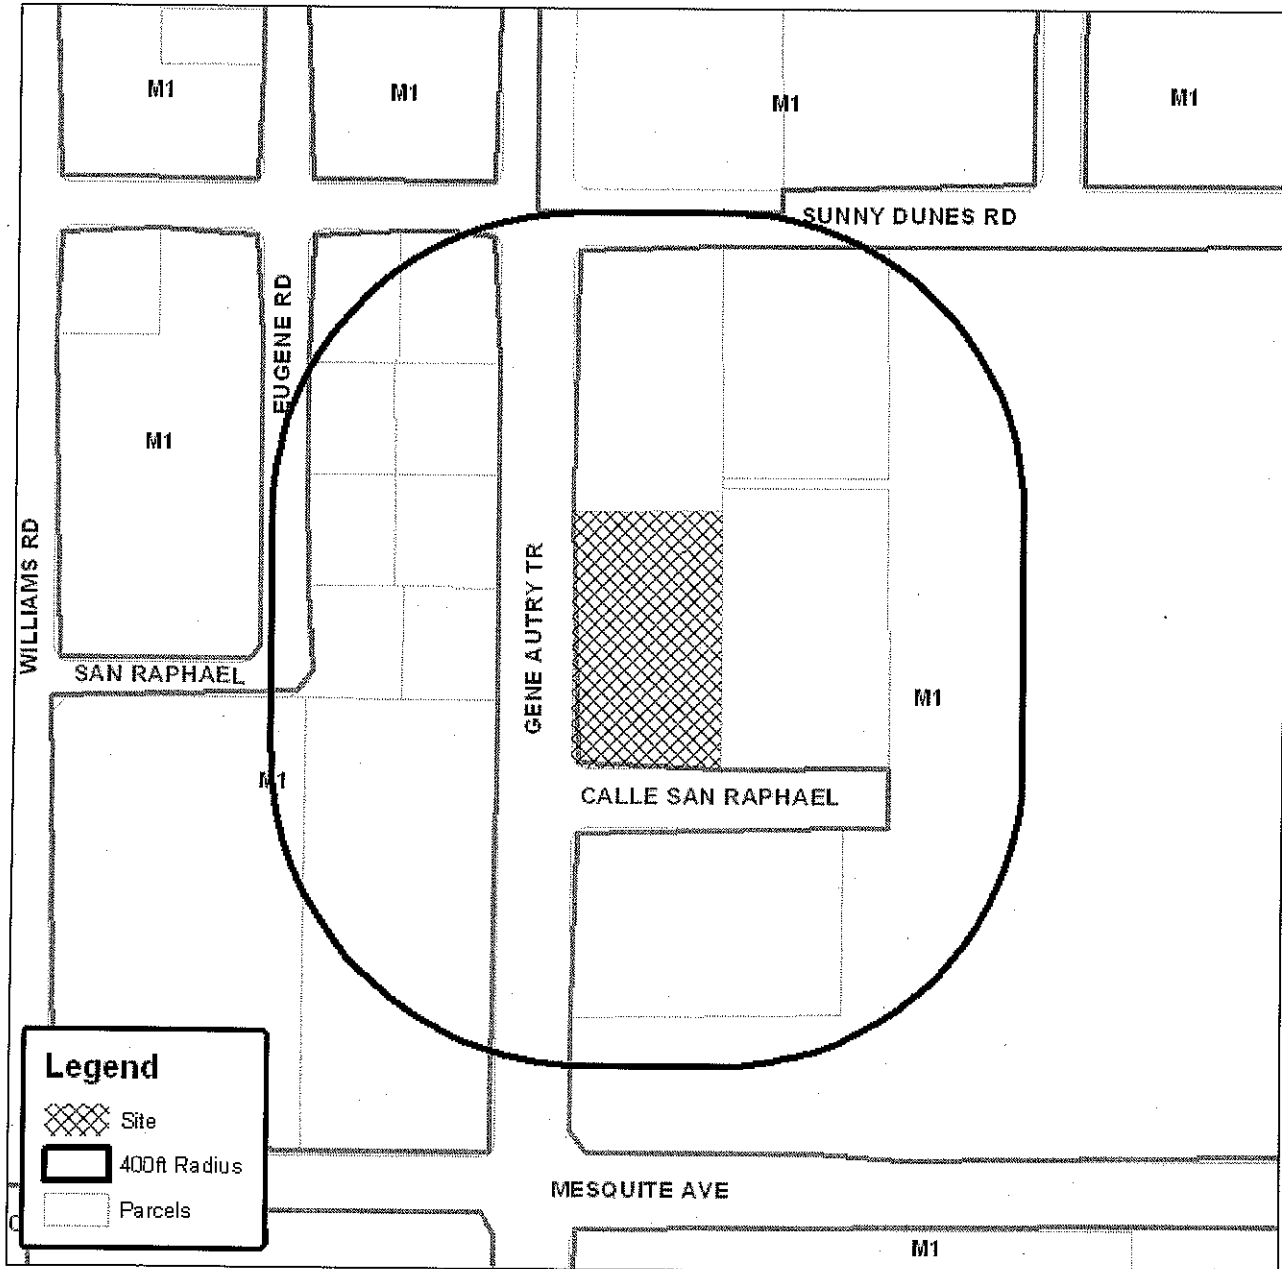 M1
M1
M1
M1
SUNNY DUNES RD
EUGENE RD
M1
WILLIAMS RD
GENE AUTRY TR
SAN RAPHAEL
M1
M1
CALLE SAN RAPHAEL
Legend
Site
400ft Radius
Parcels
MESQUITE AVE
M1